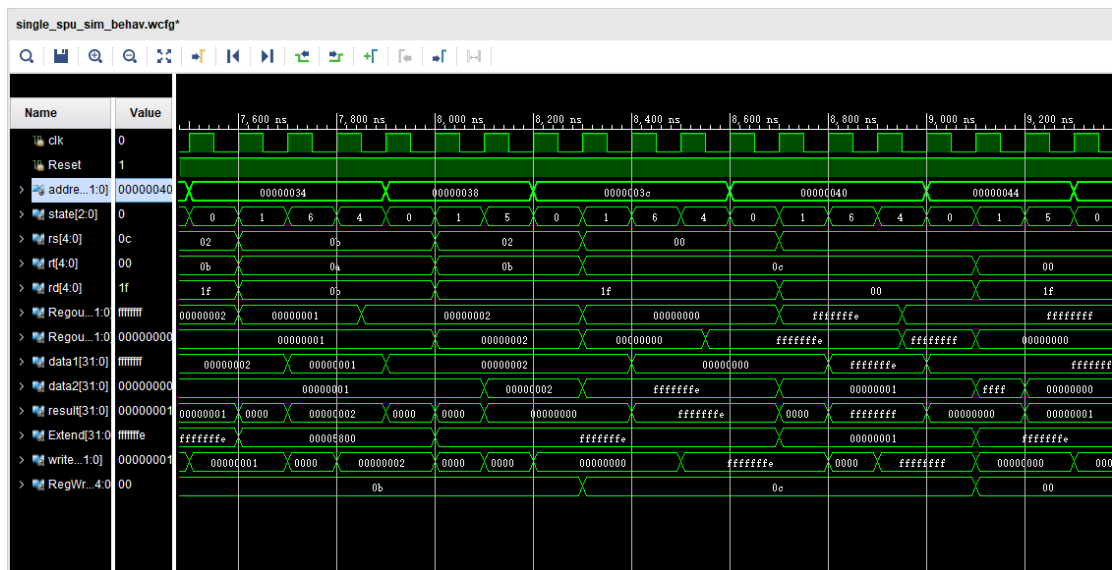 single_spu_sim_behav.wcfg*
Name Value
7,600 ns 7,800 ns 8,000 ns 8,200 ns 8,400 ns 8,600 ns 8,800 ns 9,000 ns 9,200 ns
clk 0
Reset 1
addre...1:0] 00000040 00000034 00000038 0000003c 00000040 00000044
state[2:0] 0 0 1 6 4 0 1 5 0 1 6 4 0 1 6 4 0 1 5 0
rs[4:0] 0c 02 0b 02 00
rt[4:0] 00 0b 0a 0b 0c 00
rd[4:0] 1f 1f 0b 1f 00 1f
Regou...1:0] ffffffff 00000002 00000001 00000002 00000000 fffffffe ffffffff
Regou...1:0] 00000000 00000001 00000002 00000000 fffffffe ffffffff 00000000
data1[31:0] ffffffff 00000002 00000001 00000002 00000000 fffffffe ffffffff
data2[31:0] 00000000 00000001 00000002 fffffffe 00000001 ffff 00000000
result[31:0] 00000001 00000001 0000 00000002 0000 0000 00000000 fffffffe 0000 ffffffff 00000000 00000001
Extend[31:0 fffffffe fffffffe 00005800 fffffffe 00000001 fffffffe
write...1:0] 00000001 00000001 0000 00000002 0000 0000 00000000 fffffffe 0000 ffffffff 00000000 000
RegWr...4:0 00 0b 0c 00